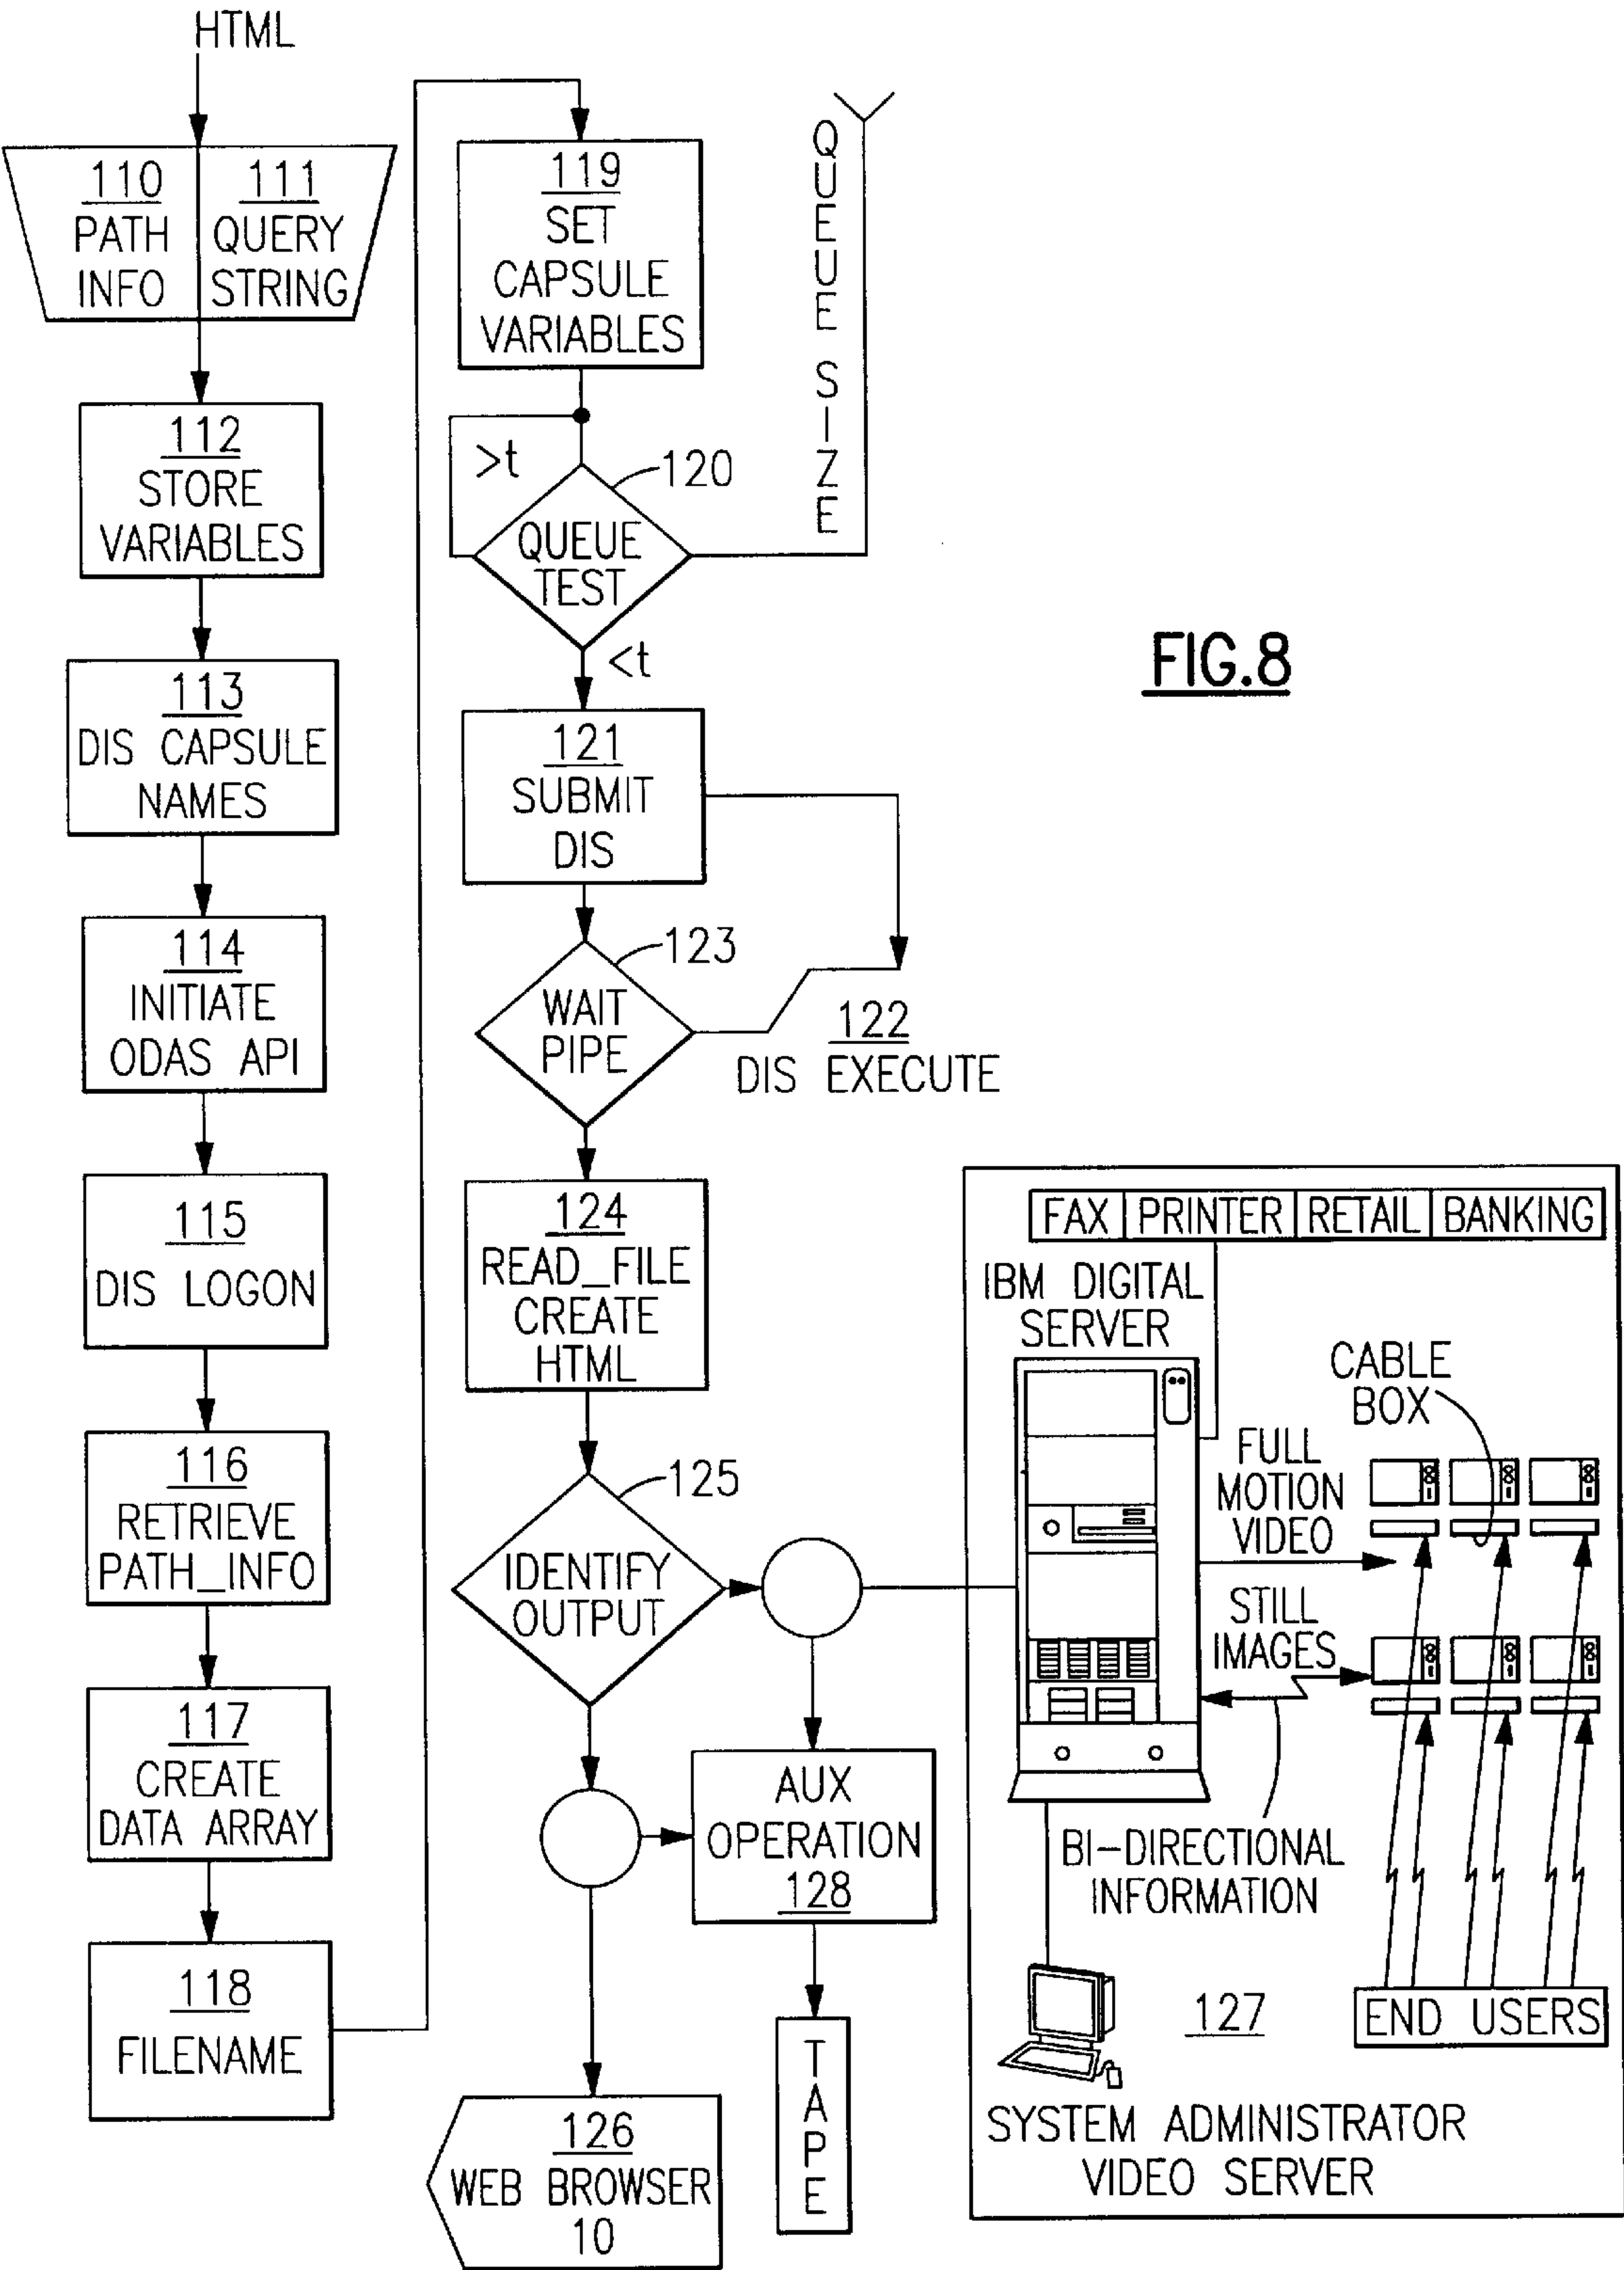 HTML
110
PATH
INFO
111
QUERY
STRING
112
STORE
VARIABLES
113
DIS CAPSULE
NAMES
114
INITIATE
ODAS API
115
DIS LOGON
116
RETRIEVE
PATH_INFO
117
CREATE
DATA ARRAY
118
FILENAME
119
SET
CAPSULE
VARIABLES
QUEUE SIZE
>t
120
QUEUE
TEST
<t
121
SUBMIT
DIS
123
WAIT
PIPE
122
DIS EXECUTE
124
READ_FILE
CREATE
HTML
125
IDENTIFY
OUTPUT
AUX
OPERATION
128
TAPE
126
WEB BROWSER
10
FIG.8
FAX PRINTER RETAIL BANKING
IBM DIGITAL
SERVER
CABLE
BOX
FULL
MOTION
VIDEO
STILL
IMAGES
BI-DIRECTIONAL
INFORMATION
127
END USERS
SYSTEM ADMINISTRATOR
VIDEO SERVER